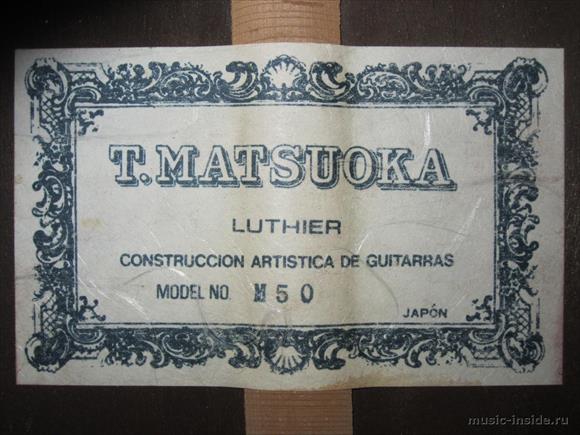 T.MATSUOKA
LUTHIER
CONSTRUCCION ARTISTICA DE GUITARRAS
MODEL NO. M50
JAPÓN
music-inside.ru